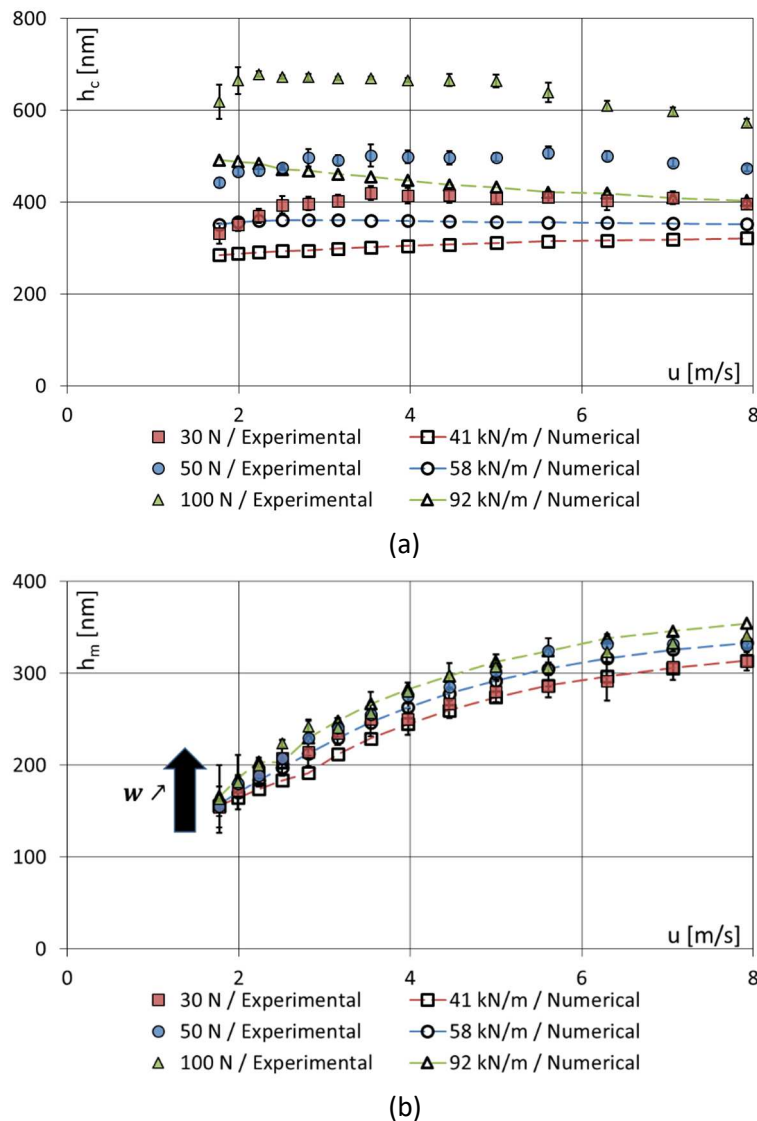 800
h_c [nm]
600
400
200
0
u [m/s]
0 2 4 6 8
30 N / Experimental 41 kN/m / Numerical
50 N / Experimental 58 kN/m / Numerical
100 N / Experimental 92 kN/m / Numerical
(a)
400
h_m [nm]
300
200
w ↗
100
0
u [m/s]
0 2 4 6 8
30 N / Experimental 41 kN/m / Numerical
50 N / Experimental 58 kN/m / Numerical
100 N / Experimental 92 kN/m / Numerical
(b)